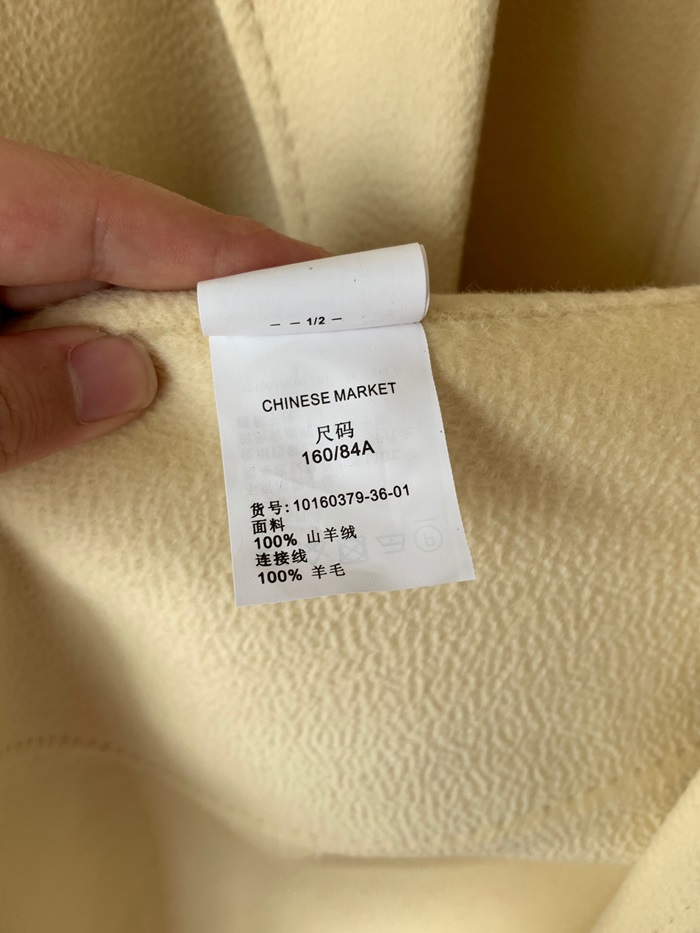 — — 1/2 —
CHINESE MARKET
尺码
160/84A
货号:10160379-36-01
面料
100% 山羊绒
连接线
100% 羊毛